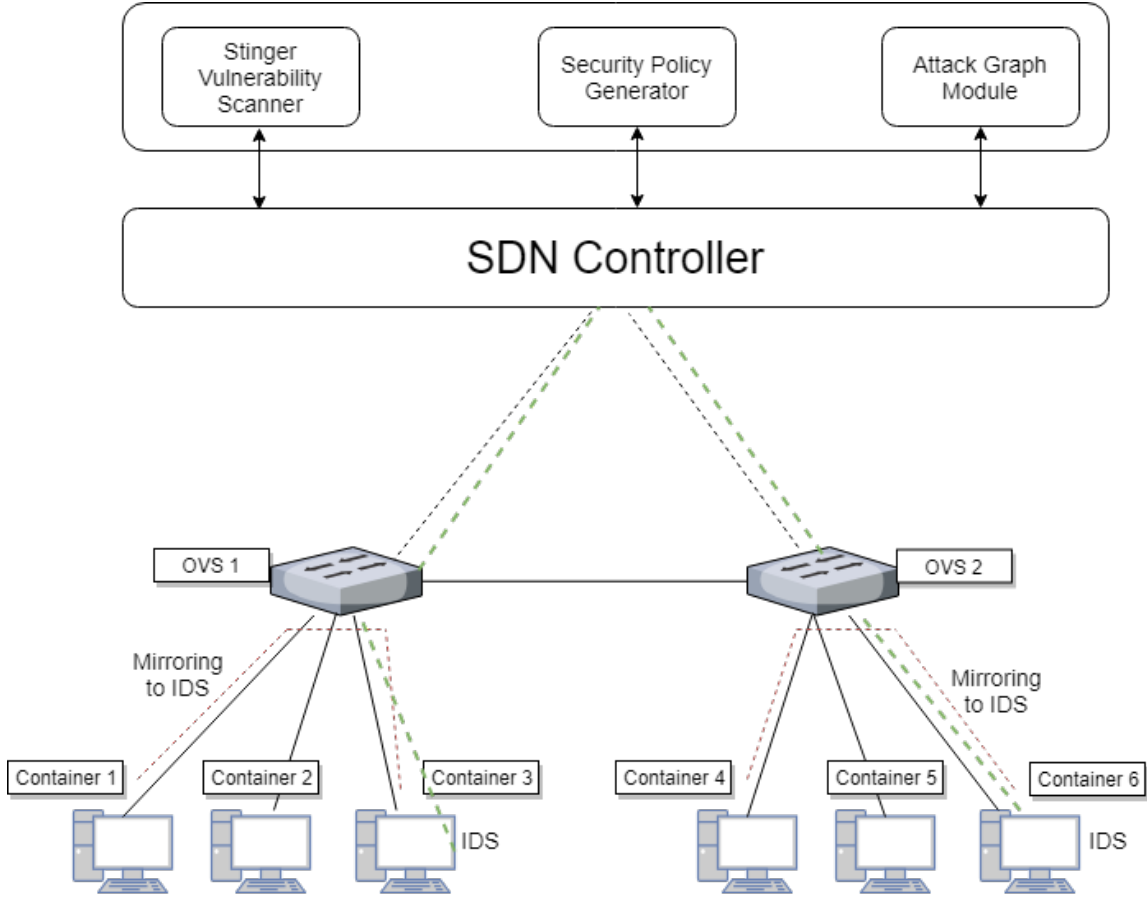 Stinger
Vulnerability
Scanner
Security Policy
Generator
Attack Graph
Module
SDN Controller
OVS 1
OVS 2
Mirroring
to IDS
Mirroring
to IDS
Container 1
Container 2
Container 3
Container 4
Container 5
Container 6
IDS
IDS